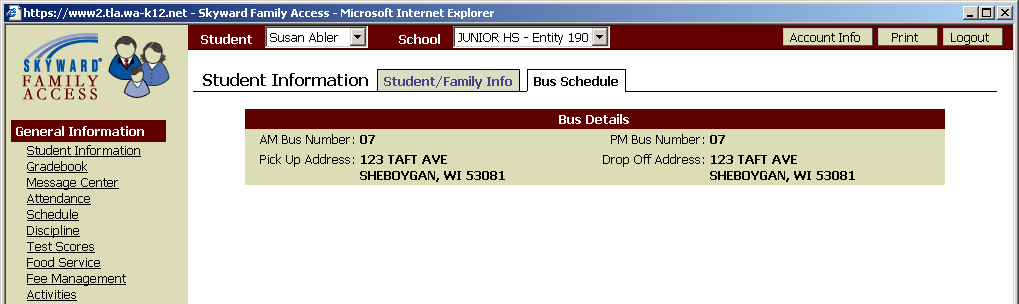 https://www2.tla.wa-k12.net - Skyward Family Access - Microsoft Internet Explorer
Student Susan Abler School JUNIOR HS - Entity 190 Account Info Print Logout
SKYWARD®
FAMILY
ACCESS
Student Information Student/Family Info Bus Schedule
General Information
Student Information
Gradebook
Message Center
Attendance
Schedule
Discipline
Test Scores
Food Service
Fee Management
Activities
Bus Details
AM Bus Number: 07 PM Bus Number: 07
Pick Up Address: 123 TAFT AVE Drop Off Address: 123 TAFT AVE
SHEBOYGAN, WI 53081 SHEBOYGAN, WI 53081